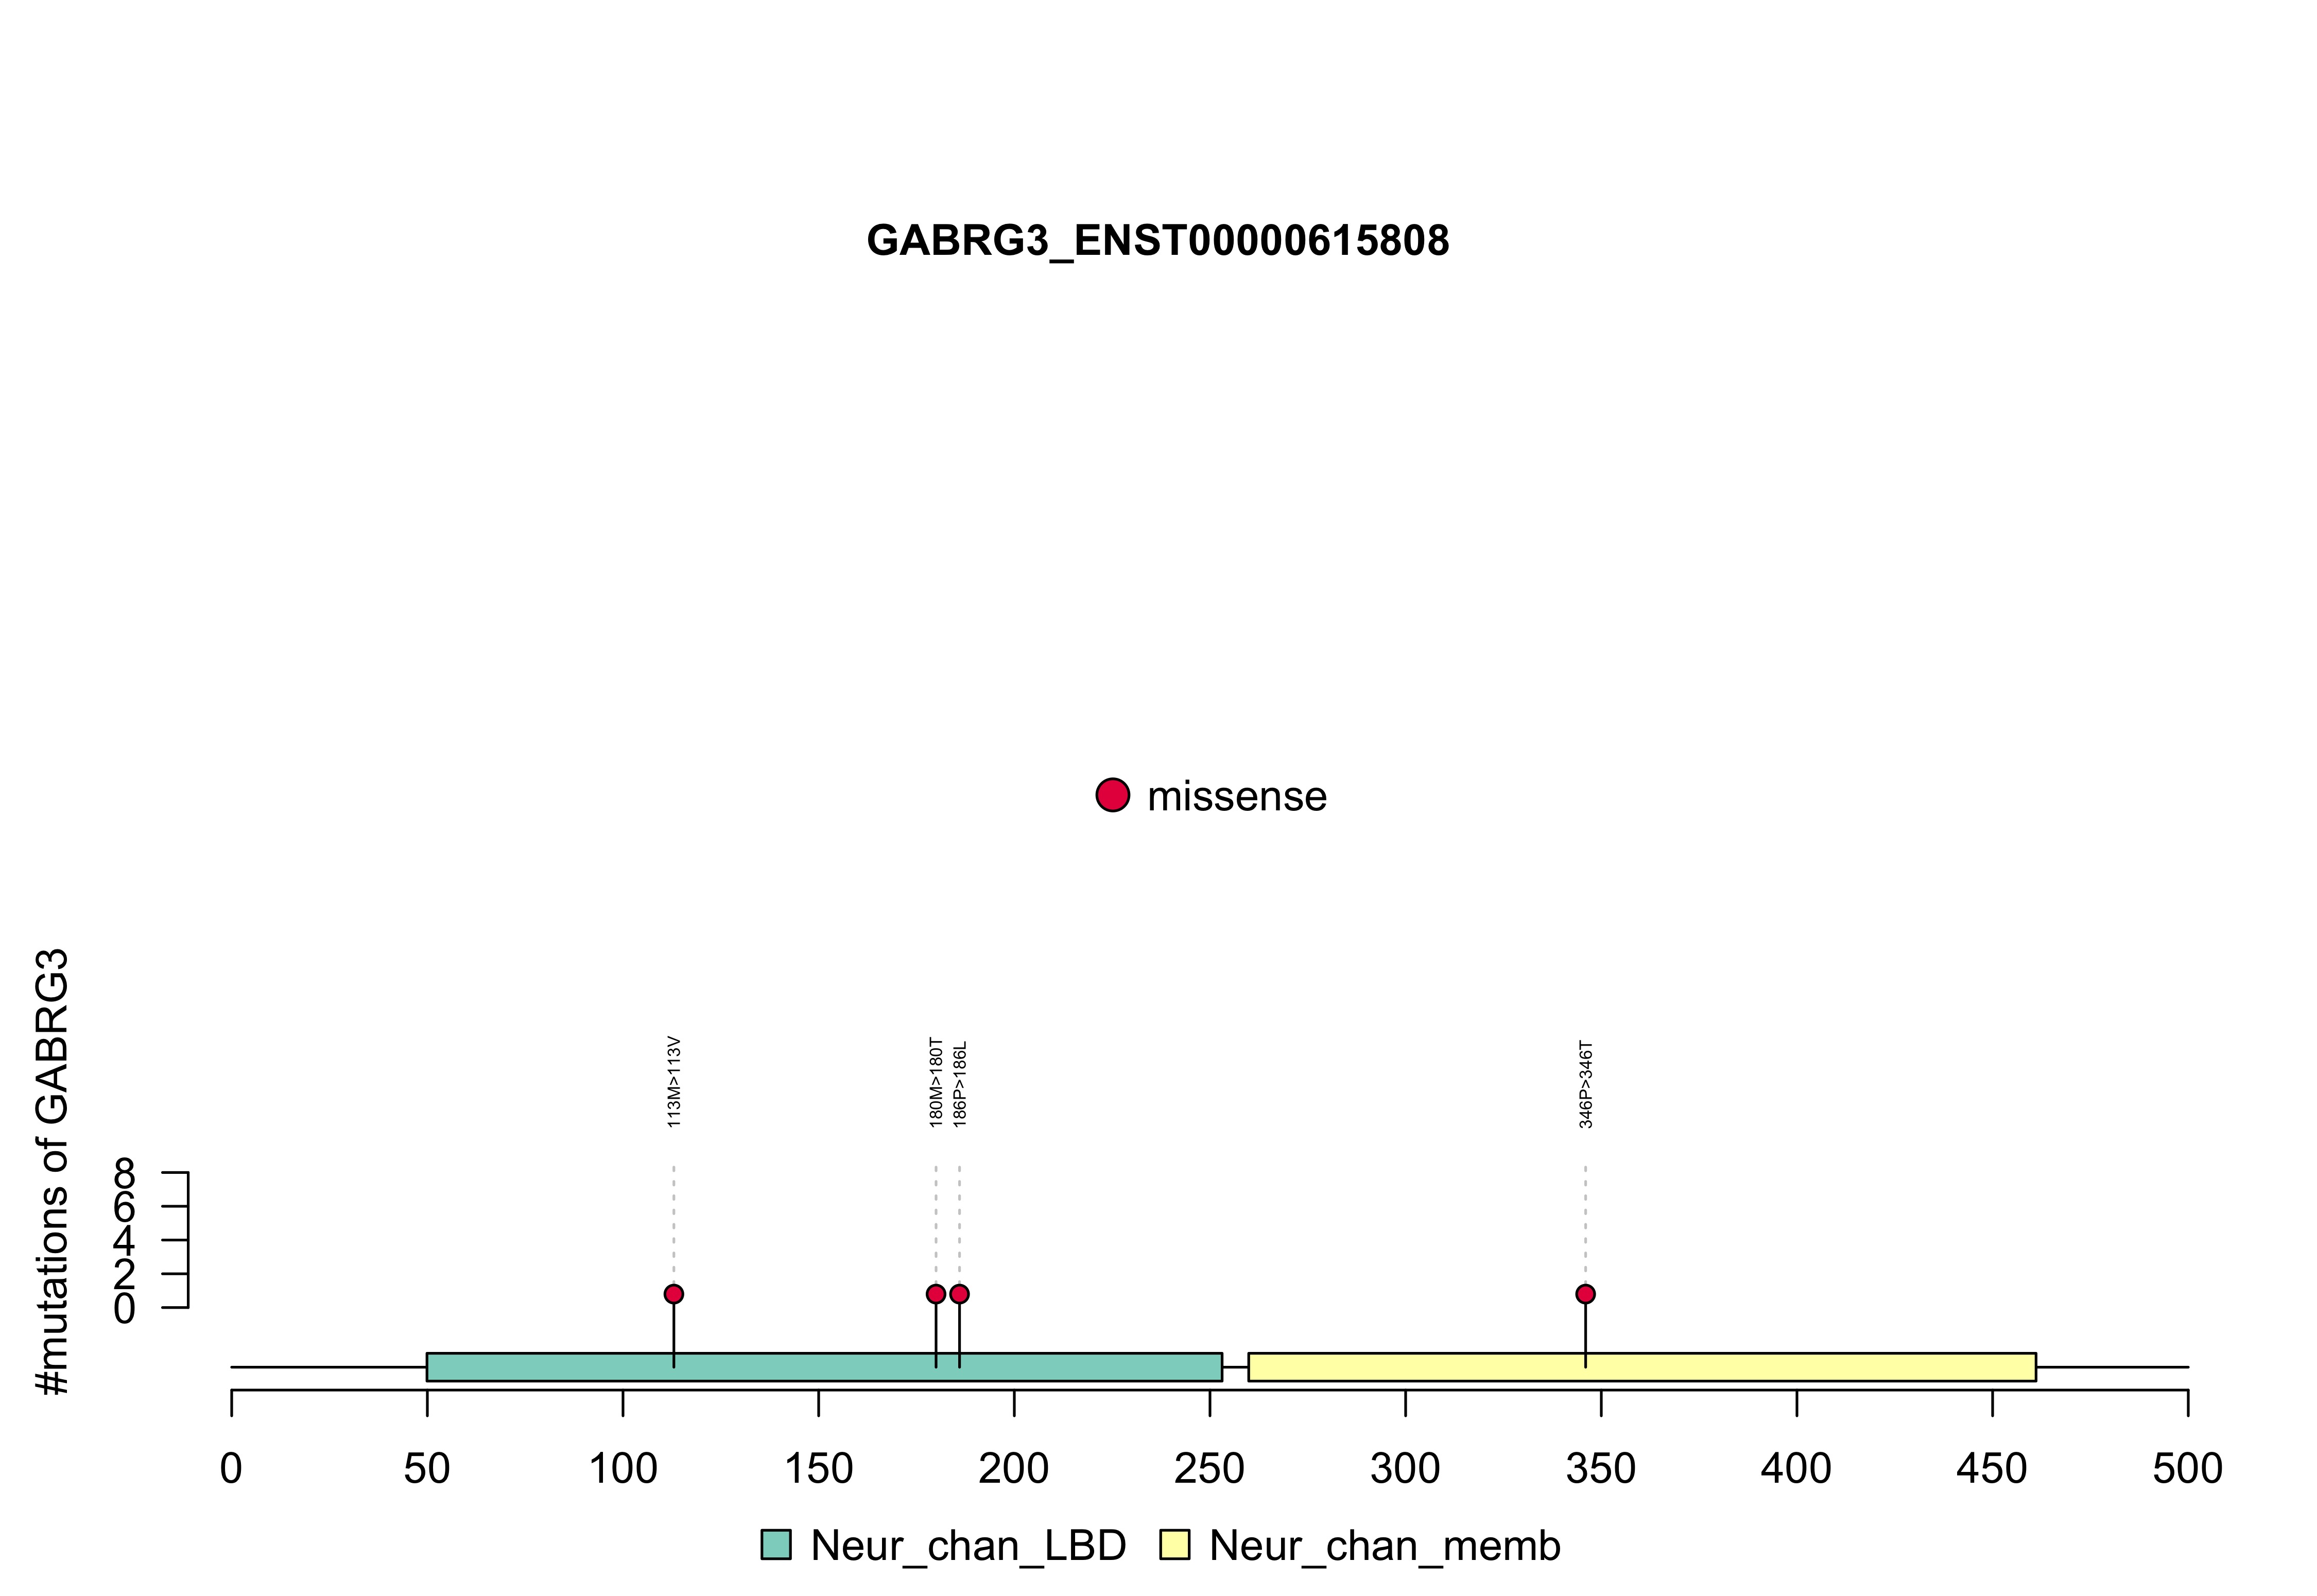 GABRG3_ENST00000615808
missense
#mutations of GABRG3
113M>113V
180M>180T
186P>186L
346P>346T
8
6
4
2
0
0 50 100 150 200 250 300 350 400 450 500
Neur_chan_LBD Neur_chan_memb